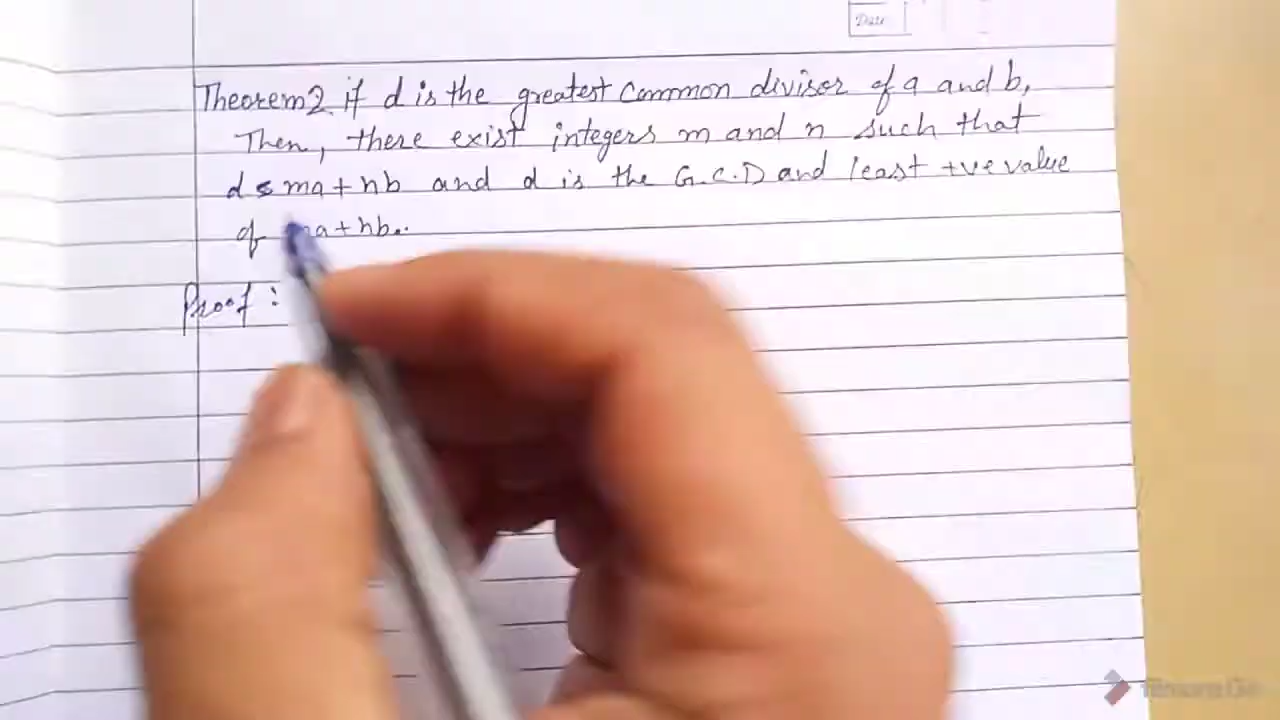 Date
Theorem 2 if d is the greatest common divisor of a and b,
Then, there exist integers m and n such that
d = ma + nb and d is the G.C.D and least +ve value
of ma + nb.
Proof :